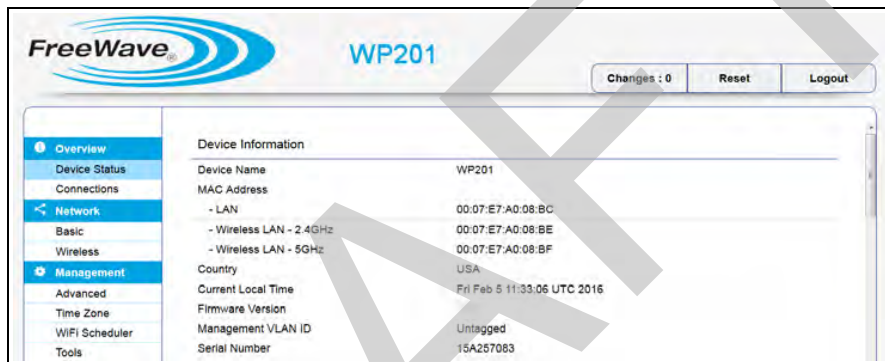 FreeWave®
WP201
Changes : 0 Reset Logout
Overview
Device Status
Connections
Network
Basic
Wireless
Management
Advanced
Time Zone
WiFi Scheduler
Tools
Device Information
Device Name WP201
MAC Address
- LAN 00:07:E7:A0:08:BC
- Wireless LAN - 2.4GHz 00:07:E7:A0:08:BE
- Wireless LAN - 5GHz 00:07:E7:A0:08:BF
Country USA
Current Local Time Fri Feb 5 11:33:06 UTC 2016
Firmware Version
Management VLAN ID Untagged
Serial Number 15A257083